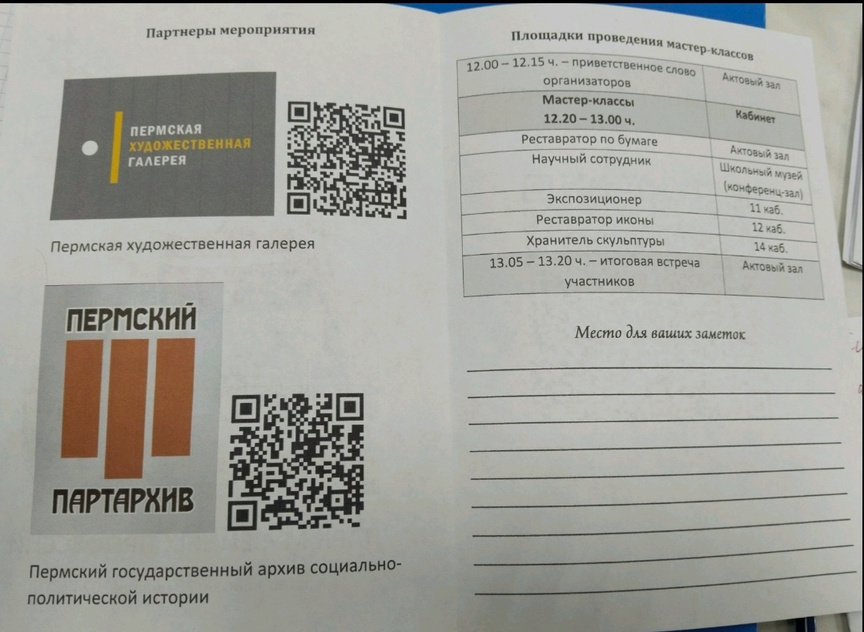 Партнеры мероприятия
ПЕРМСКАЯ
ХУДОЖЕСТВЕННАЯ
ГАЛЕРЕЯ
Пермская художественная галерея
ПЕРМСКИЙ
ПАРТАРХИВ
Пермский государственный архив социально-
политической истории
Площадки проведения мастер-классов
12.00 – 12.15 ч. – приветственное слово
организаторов
Актовый зал
Мастер-классы
12.20 – 13.00 ч.
Кабинет
Реставратор по бумаге
Актовый зал
Научный сотрудник
Школьный музей
(конференц-зал)
Экспозиционер
11 каб.
Реставратор иконы
12 каб.
Хранитель скульптуры
14 каб.
13.05 – 13.20 ч. – итоговая встреча
участников
Актовый зал
Место для ваших заметок